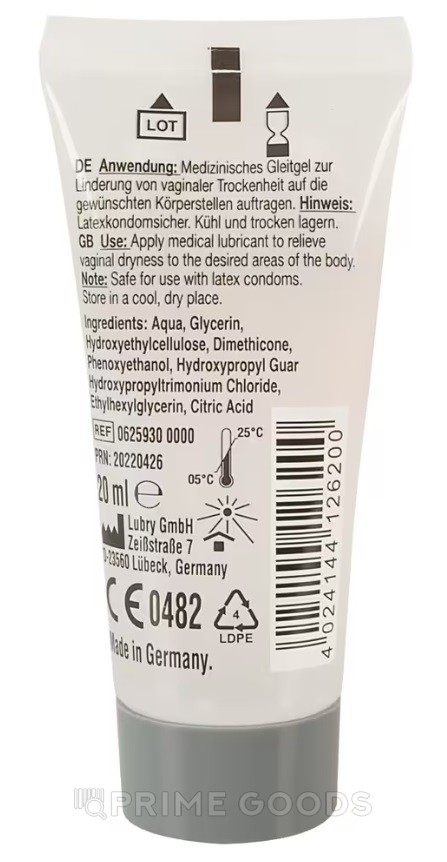 LOT
DE Anwendung: Medizinisches Gleitgel zur
Linderung von vaginaler Trockenheit auf die
gewünschten Körperstellen auftragen. Hinweis:
Latexkondomsicher. Kühl und trocken lagern.
GB Use: Apply medical lubricant to relieve
vaginal dryness to the desired areas of the body.
Note: Safe for use with latex condoms.
Store in a cool, dry place.
Ingredients: Aqua, Glycerin,
Hydroxyethylcellulose, Dimethicone,
Phenoxyethanol, Hydroxypropyl Guar
Hydroxypropyltrimonium Chloride,
Ethylhexylglycerin, Citric Acid
REF 0625930 0000
PRN: 20220426
25°C
05°C
20 ml ℮
Lubry GmbH
Zeißstraße 7
D-23560 Lübeck, Germany
CE 0482
4
LDPE
Made in Germany.
4 024144 126200
PRIME GOODS